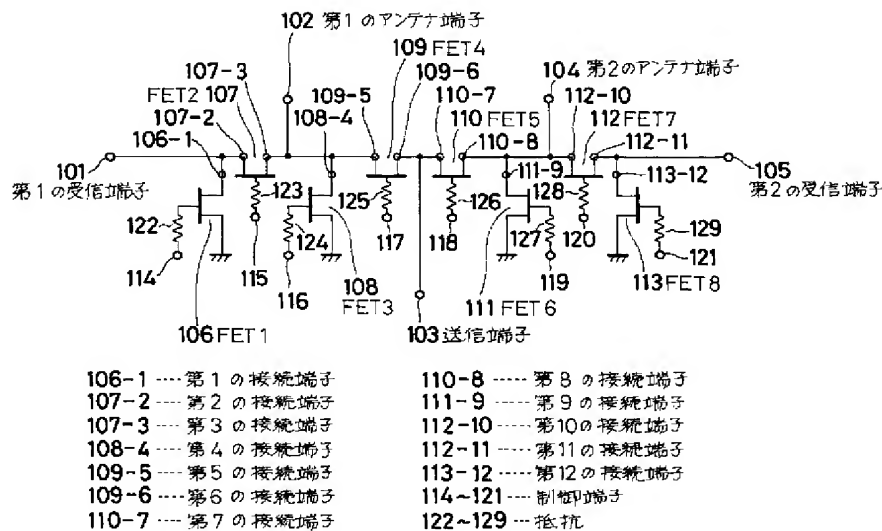 102 第1のアンテナ端子
109 FET4
107-3
109-6
104 第2のアンテナ端子
FET2 107
109-5
110-7
112-10
107-2
108-4
110 FET5
112 FET7
106-1
110-8
112-11
101
111-9
113-12
105
第1の受信端子
123
125
126
128
第2の受信端子
122
124
127
129
114
115
116
117
118
119
120
121
108
FET3
111 FET6
113 FET8
106 FET1
103 送信端子
106-1 ···· 第1の接続端子
107-2 ···· 第2の接続端子
107-3 ···· 第3の接続端子
108-4 ···· 第4の接続端子
109-5 ···· 第5の接続端子
109-6 ···· 第6の接続端子
110-7 ···· 第7の接続端子
110-8 ····· 第8の接続端子
111-9 ····· 第9の接続端子
112-10 ···· 第10の接続端子
112-11 ···· 第11の接続端子
113-12 ···· 第12の接続端子
114~121 ···· 制御端子
122~129 ··· 抵抗